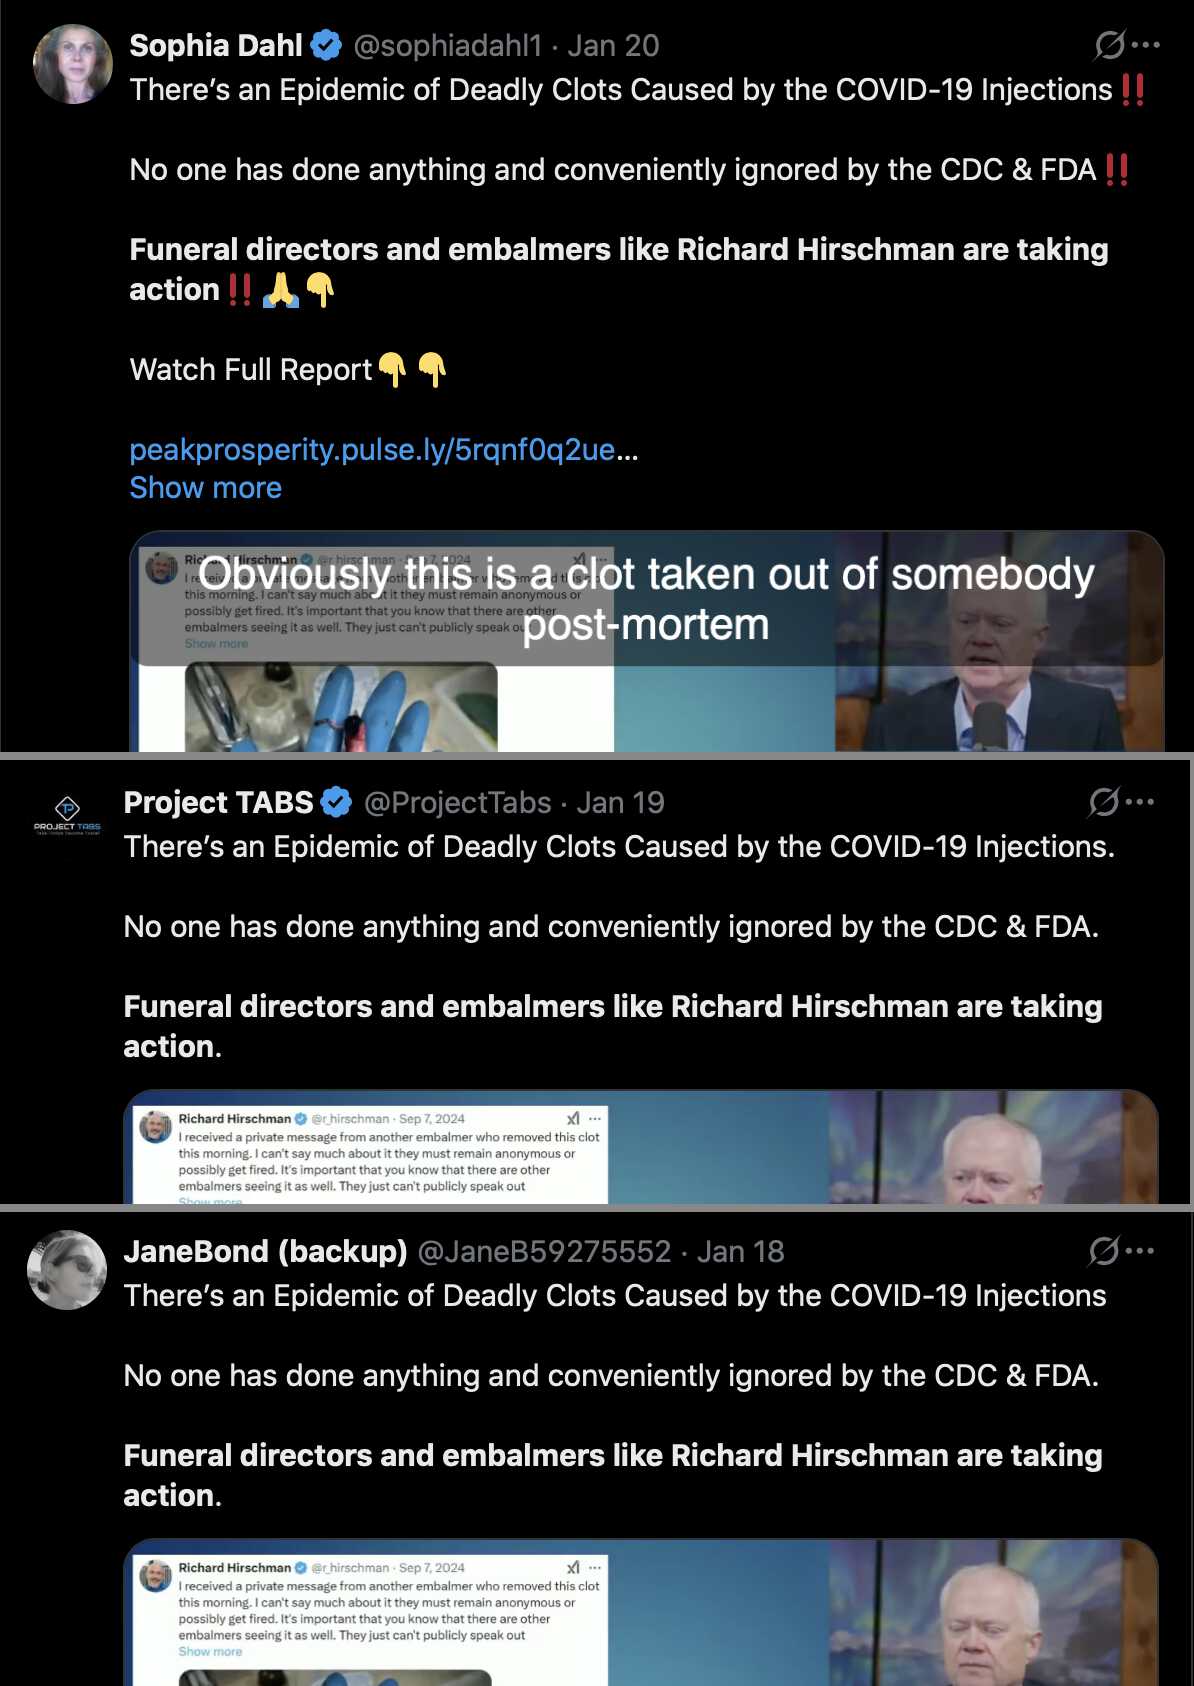 Sophia Dahl @sophiadahl1 · Jan 20
There's an Epidemic of Deadly Clots Caused by the COVID-19 Injections‼️
No one has done anything and conveniently ignored by the CDC & FDA‼️
Funeral directors and embalmers like Richard Hirschman are taking
action‼️🙏👇
Watch Full Report👇👇
peakprosperity.pulse.ly/5rqnf0q2ue...
Show more
Obviously this is a clot taken out of somebody
post-mortem
this morning. I can't say much about it they must remain anonymous or
possibly get fired. It's important that you know that there are other
embalmers seeing it as well. They just can't publicly speak
Show more
PROJECT TABS
Project TABS @ProjectTabs · Jan 19
There's an Epidemic of Deadly Clots Caused by the COVID-19 Injections.
No one has done anything and conveniently ignored by the CDC & FDA.
Funeral directors and embalmers like Richard Hirschman are taking
action.
Richard Hirschman @r_hirschman · Sep 7, 2024
I received a private message from another embalmer who removed this clot
this morning. I can't say much about it they must remain anonymous or
possibly get fired. It's important that you know that there are other
embalmers seeing it as well. They just can't publicly speak out
Show more
JaneBond (backup) @JaneB59275552 · Jan 18
There's an Epidemic of Deadly Clots Caused by the COVID-19 Injections
No one has done anything and conveniently ignored by the CDC & FDA.
Funeral directors and embalmers like Richard Hirschman are taking
action.
Richard Hirschman @r_hirschman · Sep 7, 2024
I received a private message from another embalmer who removed this clot
this morning. I can't say much about it they must remain anonymous or
possibly get fired. It's important that you know that there are other
embalmers seeing it as well. They just can't publicly speak out
Show more